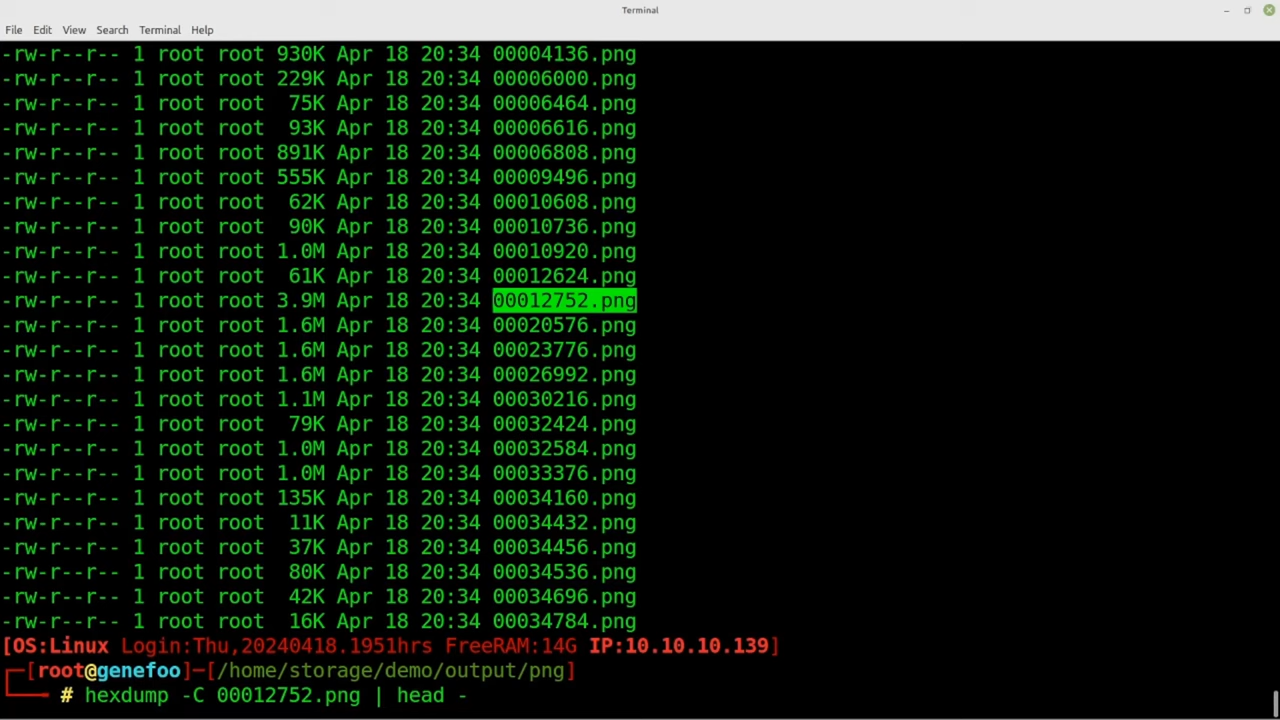 Terminal
File Edit View Search Terminal Help
-rw-r--r-- 1 root root 930K Apr 18 20:34 00004136.png
-rw-r--r-- 1 root root 229K Apr 18 20:34 00006000.png
-rw-r--r-- 1 root root  75K Apr 18 20:34 00006464.png
-rw-r--r-- 1 root root  93K Apr 18 20:34 00006616.png
-rw-r--r-- 1 root root 891K Apr 18 20:34 00006808.png
-rw-r--r-- 1 root root 555K Apr 18 20:34 00009496.png
-rw-r--r-- 1 root root  62K Apr 18 20:34 00010608.png
-rw-r--r-- 1 root root  90K Apr 18 20:34 00010736.png
-rw-r--r-- 1 root root 1.0M Apr 18 20:34 00010920.png
-rw-r--r-- 1 root root  61K Apr 18 20:34 00012624.png
-rw-r--r-- 1 root root 3.9M Apr 18 20:34 00012752.png
-rw-r--r-- 1 root root 1.6M Apr 18 20:34 00020576.png
-rw-r--r-- 1 root root 1.6M Apr 18 20:34 00023776.png
-rw-r--r-- 1 root root 1.6M Apr 18 20:34 00026992.png
-rw-r--r-- 1 root root 1.1M Apr 18 20:34 00030216.png
-rw-r--r-- 1 root root  79K Apr 18 20:34 00032424.png
-rw-r--r-- 1 root root 1.0M Apr 18 20:34 00032584.png
-rw-r--r-- 1 root root 1.0M Apr 18 20:34 00033376.png
-rw-r--r-- 1 root root 135K Apr 18 20:34 00034160.png
-rw-r--r-- 1 root root  11K Apr 18 20:34 00034432.png
-rw-r--r-- 1 root root  37K Apr 18 20:34 00034456.png
-rw-r--r-- 1 root root  80K Apr 18 20:34 00034536.png
-rw-r--r-- 1 root root  42K Apr 18 20:34 00034696.png
-rw-r--r-- 1 root root  16K Apr 18 20:34 00034784.png
[OS:Linux Login:Thu,20240418.1951hrs FreeRAM:14G IP:10.10.10.139]
┌─[root@genefoo]─[/home/storage/demo/output/png]
└──╼ # hexdump -C 00012752.png | head -